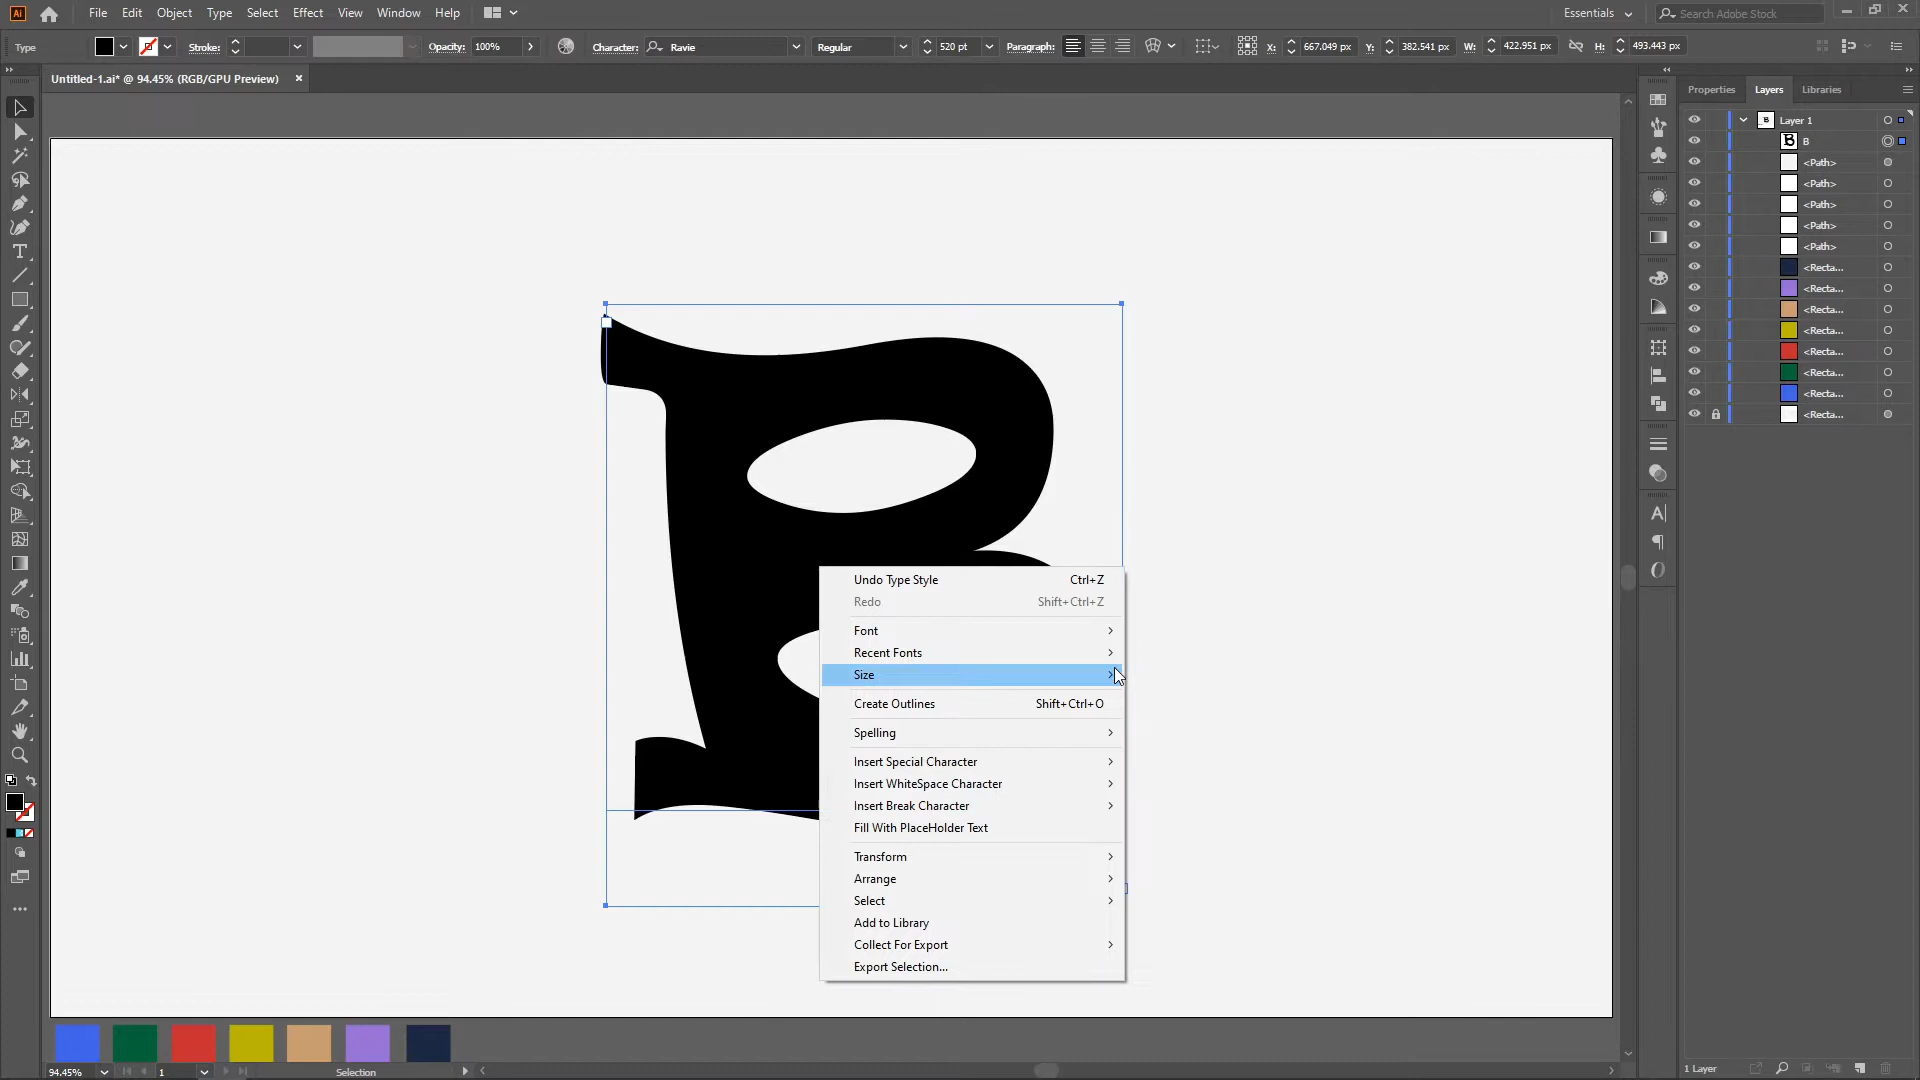 Ai File Edit Object Type Select Effect View Window Help Essentials Search Adobe Stock
Type Stroke: Opacity: 100% Character: Ravie Regular 520 pt Paragraph: X: 667.049 px Y: 382.541 px W: 422.951 px H: 493.443 px
Untitled-1.ai* @ 94.45% (RGB/GPU Preview) ×
Properties Layers Libraries
Layer 1
B B
<Path>
<Path>
<Path>
<Path>
<Path>
<Recta...
<Recta...
<Recta...
<Recta...
<Recta...
<Recta...
<Recta...
<Recta...
B
Undo Type Style Ctrl+Z
Redo Shift+Ctrl+Z
Font
Recent Fonts
Size
Create Outlines Shift+Ctrl+O
Spelling
Insert Special Character
Insert WhiteSpace Character
Insert Break Character
Fill With PlaceHolder Text
Transform
Arrange
Select
Add to Library
Collect For Export
Export Selection...
94.45% 1 Selection
1 Layer